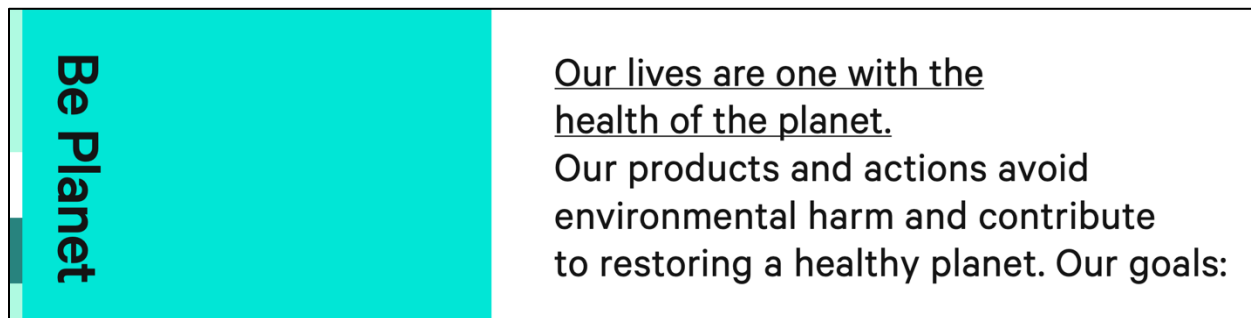 Be Planet
Our lives are one with the
health of the planet.
Our products and actions avoid
environmental harm and contribute
to restoring a healthy planet. Our goals: